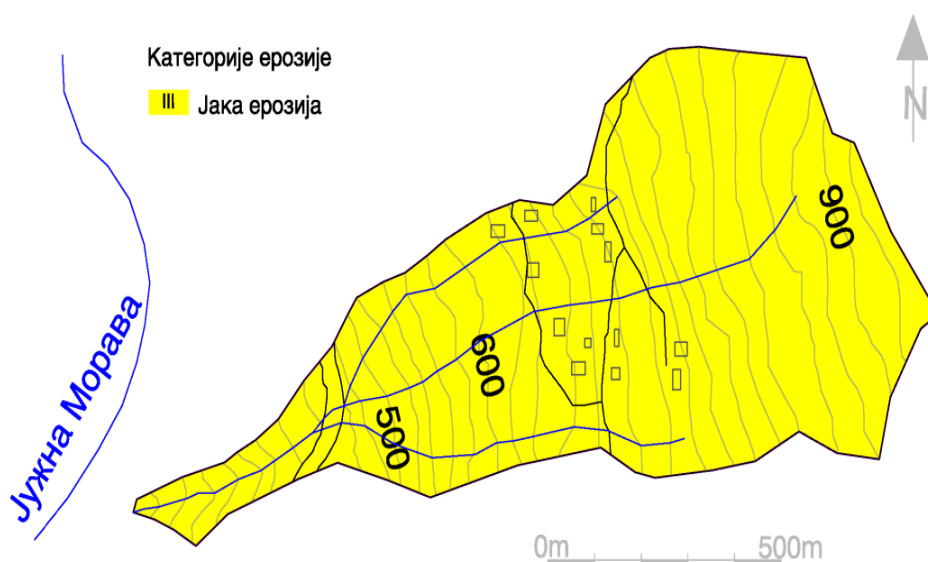 Категорије ерозије
III Јака ерозија
N
900
600
500
Јужна Морава
0m 500m